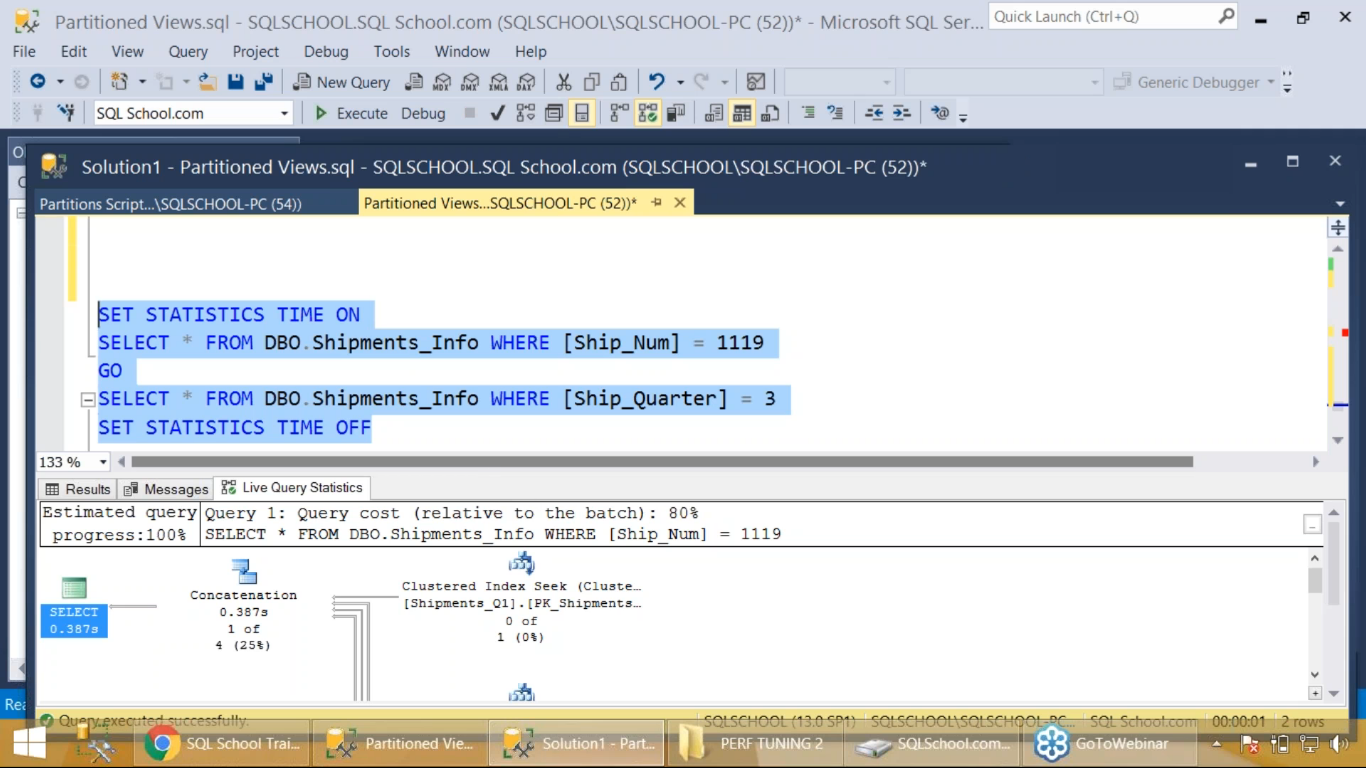 Partitioned Views.sql - SQLSCHOOL.SQL School.com (SQLSCHOOL\SQLSCHOOL-PC (52))* - Microsoft SQL Ser...
Quick Launch (Ctrl+Q)
File Edit View Query Project Debug Tools Window Help
New Query
MDX DMX XMLA DAX
Generic Debugger
SQL School.com
Execute Debug
Solution1 - Partitioned Views.sql - SQLSCHOOL.SQL School.com (SQLSCHOOL\SQLSCHOOL-PC (52))*
Partitions Script...\SQLSCHOOL-PC (54))
Partitioned Views...SQLSCHOOL-PC (52))*
SET STATISTICS TIME ON
SELECT * FROM DBO.Shipments_Info WHERE [Ship_Num] = 1119
GO
SELECT * FROM DBO.Shipments_Info WHERE [Ship_Quarter] = 3
SET STATISTICS TIME OFF
133 %
Results Messages Live Query Statistics
Estimated query progress:100%
Query 1: Query cost (relative to the batch): 80%
SELECT * FROM DBO.Shipments_Info WHERE [Ship_Num] = 1119
SELECT
0.387s
Concatenation
0.387s
1 of
4 (25%)
Clustered Index Seek (Cluste...
[Shipments_Q1].[PK_Shipments...
0 of
1 (0%)
Query executed successfully.
SQLSCHOOL (13.0 SP1) SQLSCHOOL\SQLSCHOOL-PC... SQL School.com 00:00:01 2 rows
SQL School Trai...
Partitioned Vie...
Solution1 - Part...
PERF TUNING 2
SQLSchool.com...
GoToWebinar